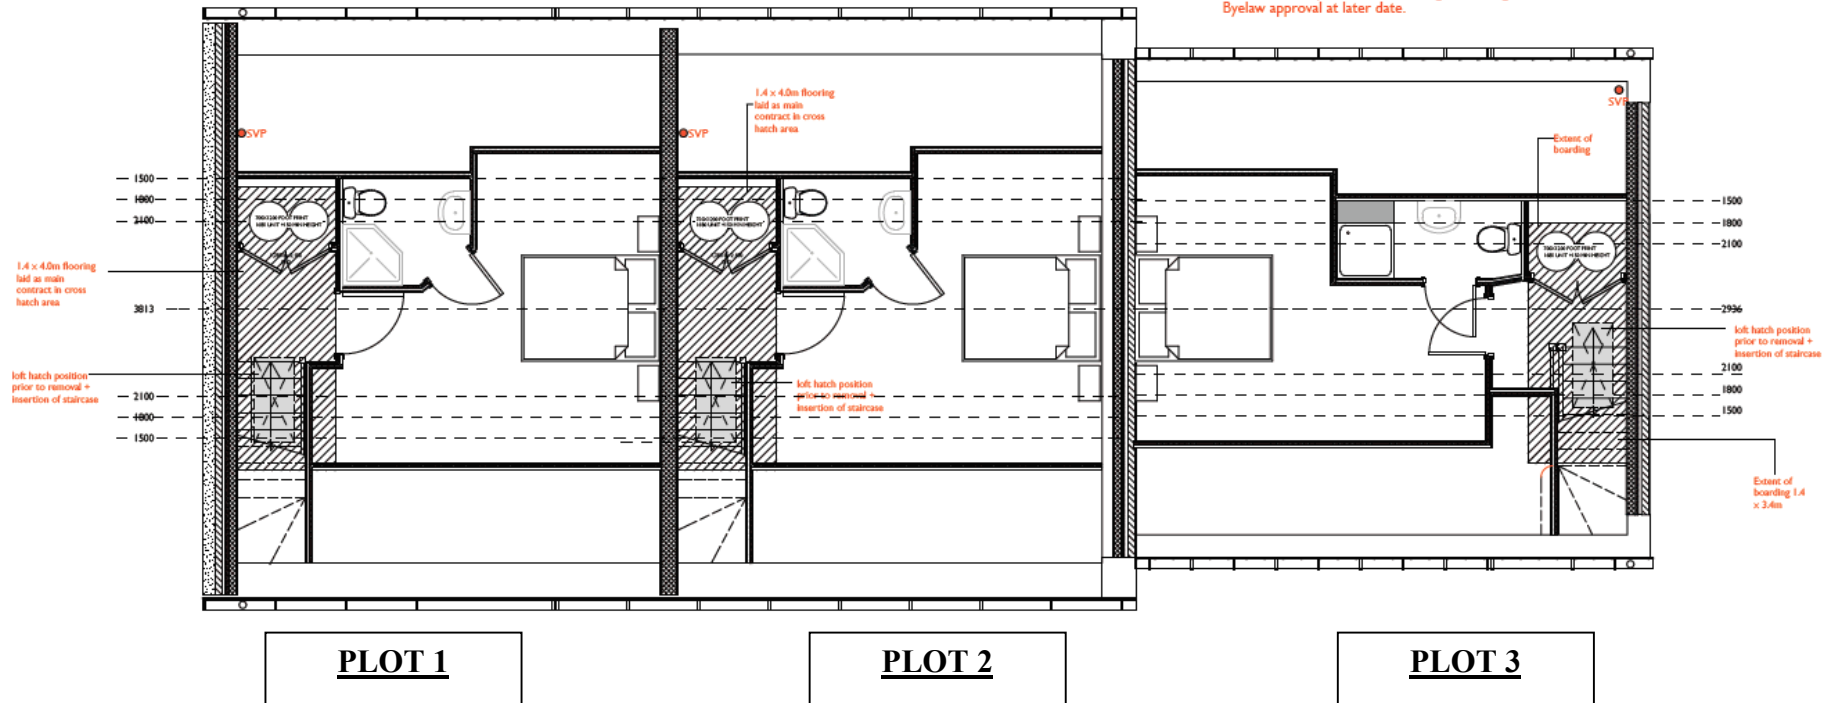 Byelaw approval at later date.
1.4 x 4.0m flooring
laid as main
contract in cross
hatch area
SVP
SVP
SVP
Extent of
boarding
1500
1800
2100
3813
2100
1800
1500
1.4 x 4.0m flooring
laid as main
contract in cross
hatch area
loft hatch position
prior to removal +
insertion of staircase
loft hatch position
prior to removal +
insertion of staircase
1500
1800
2100
2936
2100
1800
1500
loft hatch position
prior to removal +
insertion of staircase
Extent of
boarding 1.4
x 3.4m
PLOT 1
PLOT 2
PLOT 3